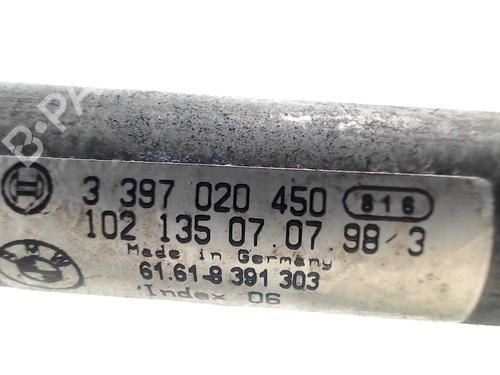 3 397 020 450 816
102 135 07.07.98/3
Made in Germany
61.61-8 391 303
Index 06
BMW